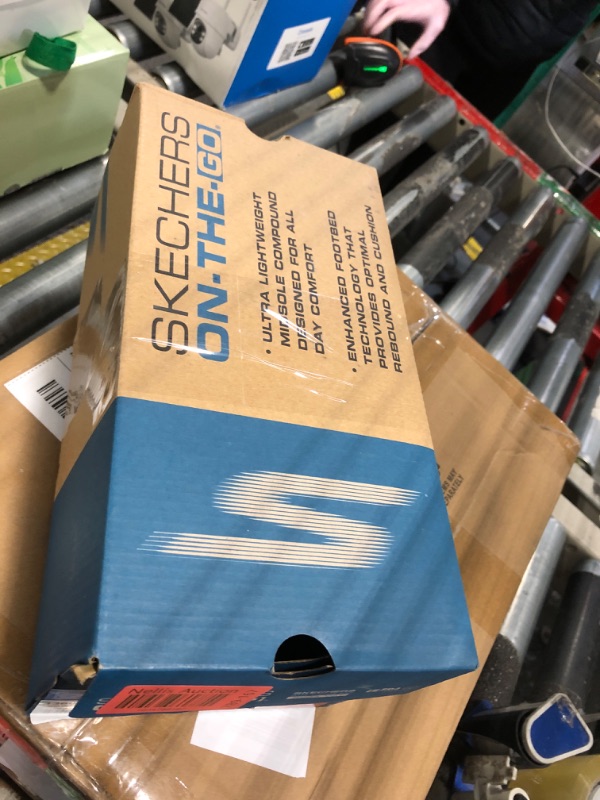 SKECHERS
ON-THE-GO
• ULTRA LIGHTWEIGHT
MIDSOLE COMPOUND
DESIGNED FOR ALL
DAY COMFORT
• ENHANCED FOOTBED
TECHNOLOGY THAT
PROVIDES OPTIMAL
REBOUND AND CUSHION